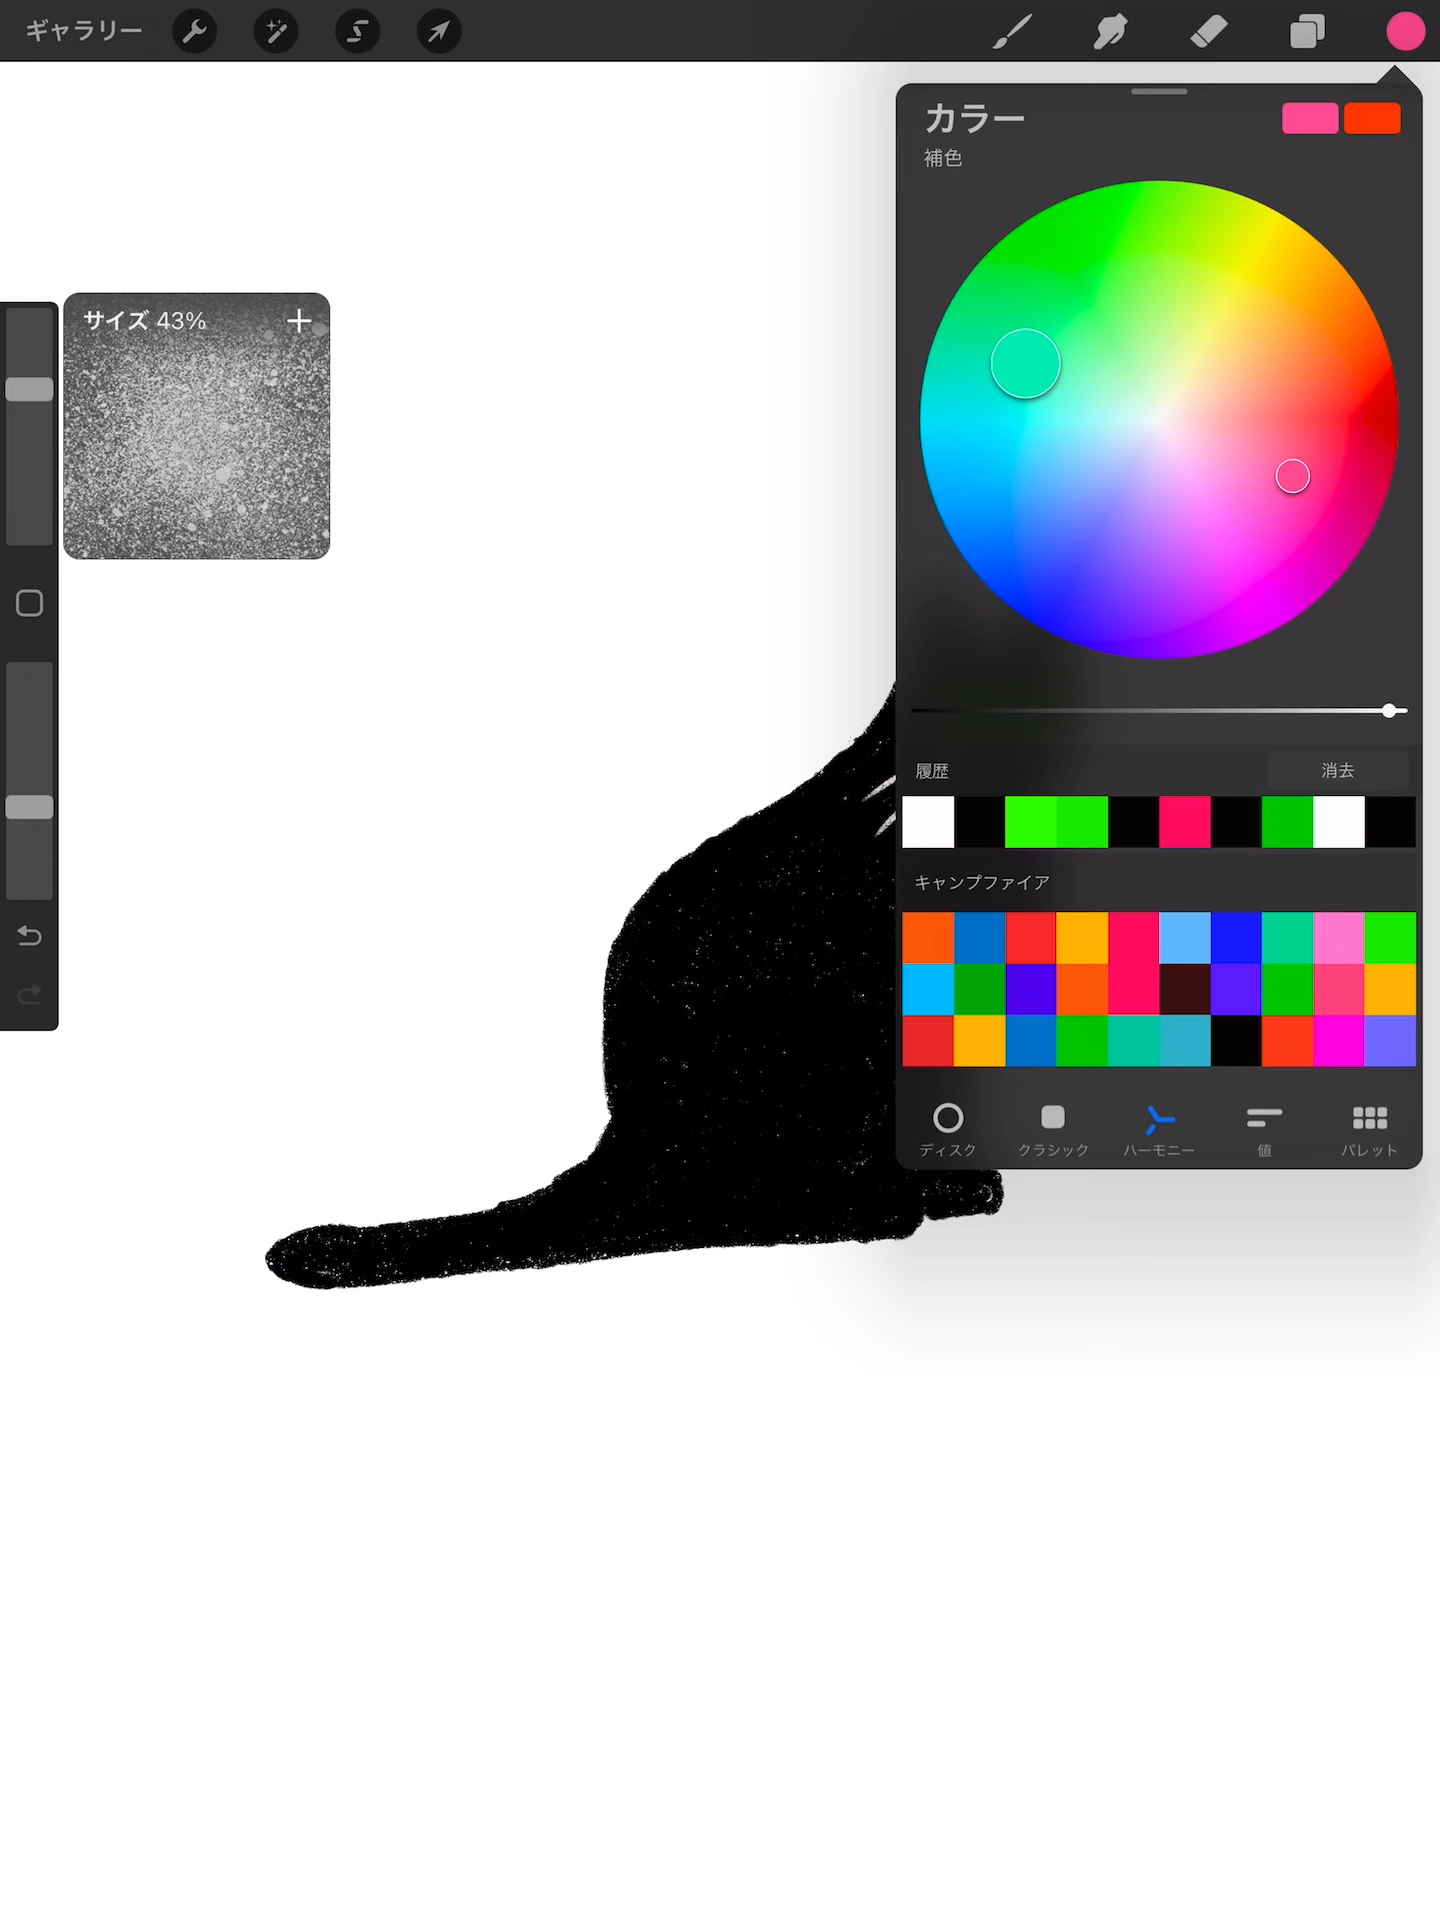 ギャラリー
カラー
補色
サイズ 43%
履歴
消去
キャンプファイア
ディスク
クラシック
ハーモニー
値
パレット